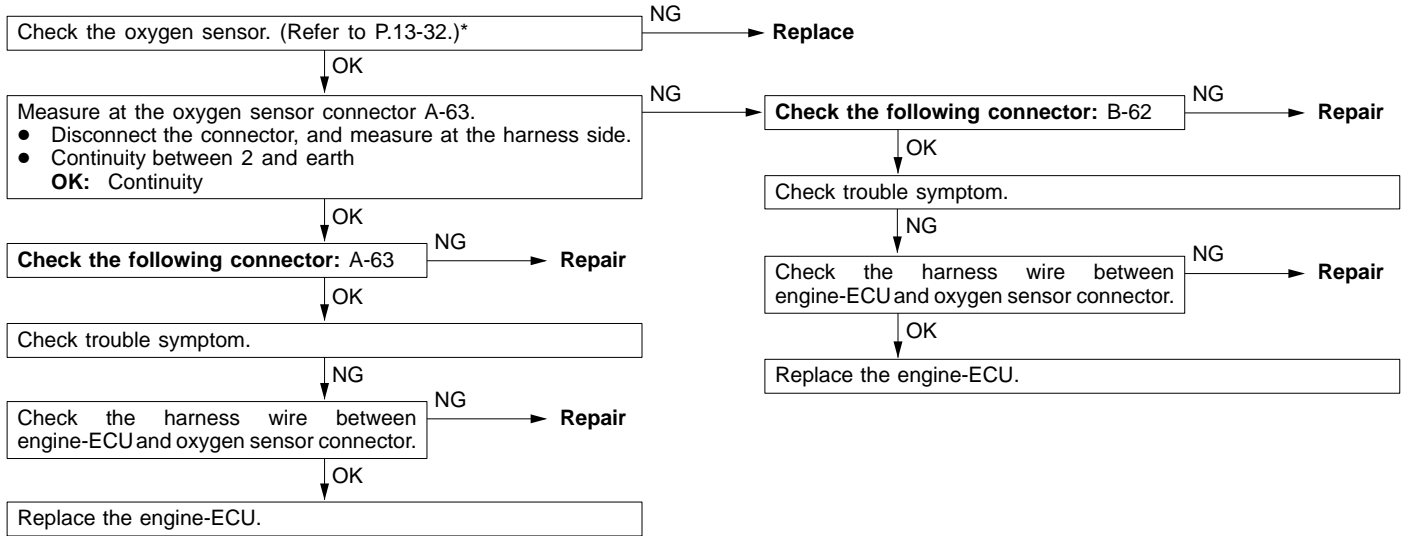 Check the oxygen sensor. (Refer to P.13-32.)*
NG
Replace
OK
Measure at the oxygen sensor connector A-63.
● Disconnect the connector, and measure at the harness side.
● Continuity between 2 and earth
OK: Continuity
NG
OK
Check the following connector: A-63
NG
Repair
OK
Check trouble symptom.
NG
Check the harness wire between
engine-ECU and oxygen sensor connector.
NG
Repair
OK
Replace the engine-ECU.
Check the following connector: B-62
NG
Repair
OK
Check trouble symptom.
NG
Check the harness wire between
engine-ECU and oxygen sensor connector.
NG
Repair
OK
Replace the engine-ECU.